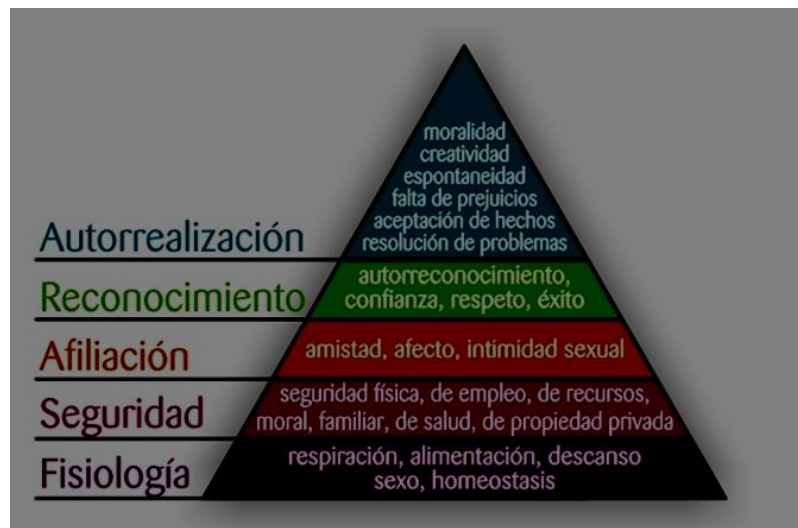 moralidad
creatividad
espontaneidad
falta de prejuicios
aceptación de hechos
resolución de problemas
Autorrealización
autorreconocimiento,
confianza, respeto, éxito
Reconocimiento
amistad, afecto, intimidad sexual
Afiliación
seguridad física, de empleo, de recursos,
moral, familiar, de salud, de propiedad privada
Seguridad
respiración, alimentación, descanso
sexo, homeostasis
Fisiología